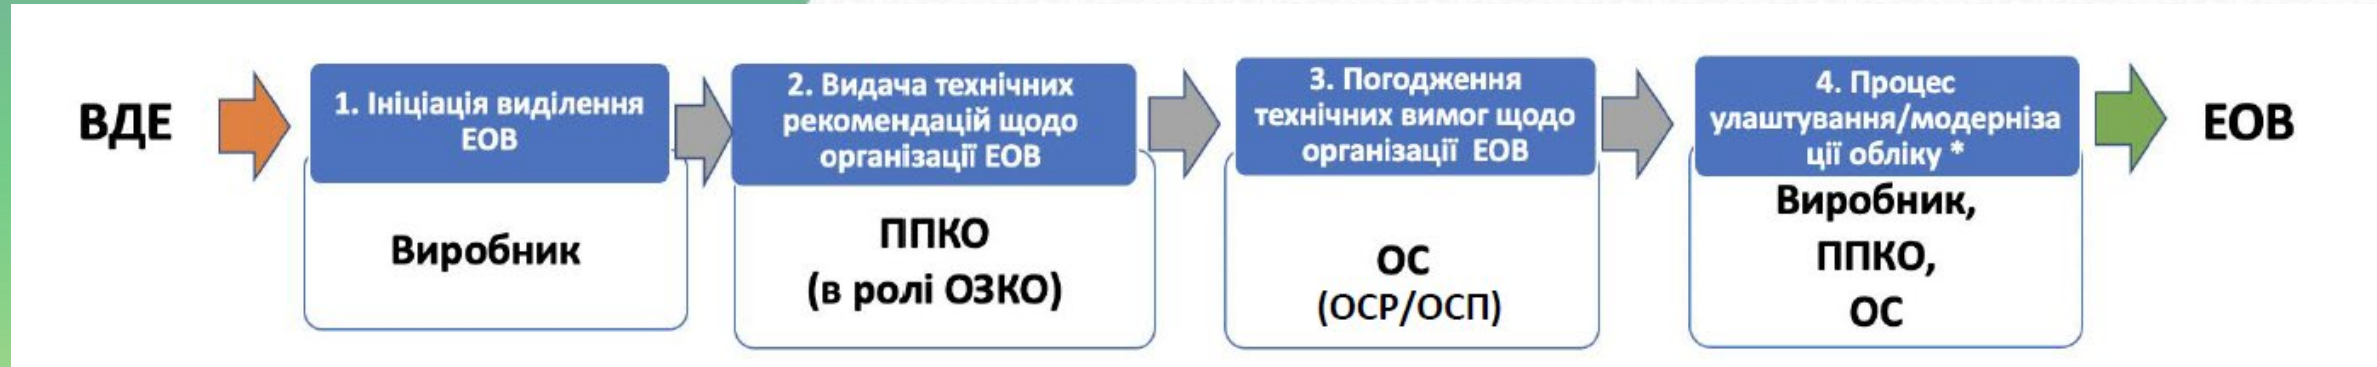 ВДЕ
1. Ініціація виділення
ЕОВ
Виробник
2. Видача технічних
рекомендацій щодо
організації ЕОВ
ППКО
(в ролі ОЗКО)
3. Погодження
технічних вимог щодо
організації ЕОВ
ОС
(ОСР/ОСП)
4. Процес
улаштування/модерніза
ції обліку *
Виробник,
ППКО,
ОС
ЕОВ